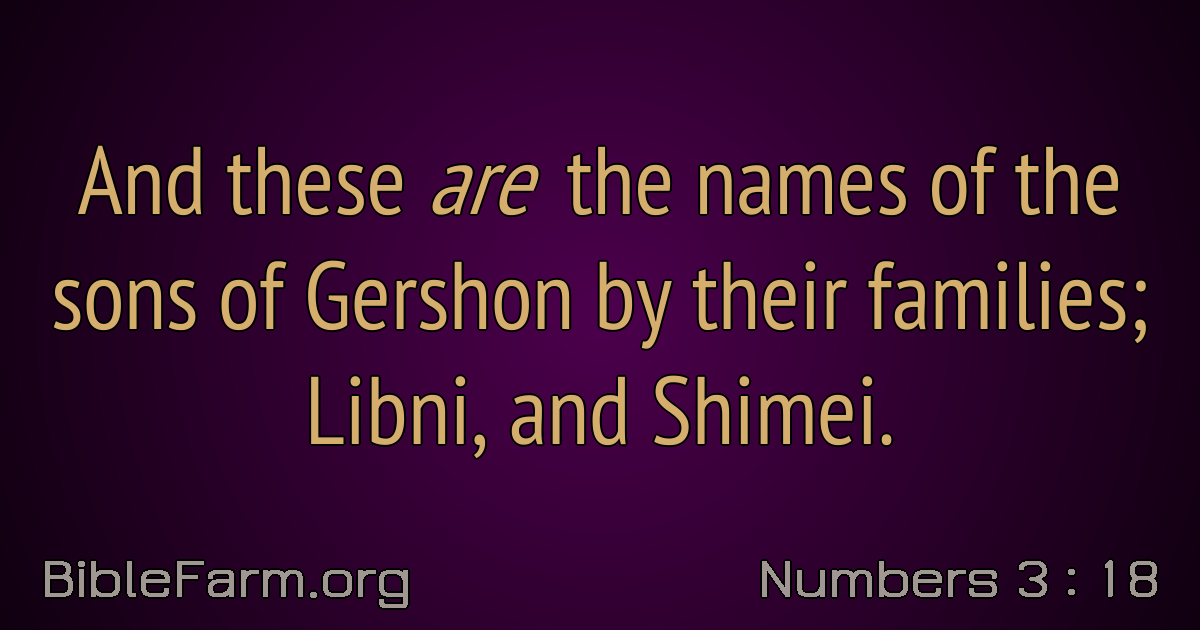 And these are the names of the
sons of Gershon by their families;
Libni, and Shimei.
BibleFarm.org
Numbers 3 : 18